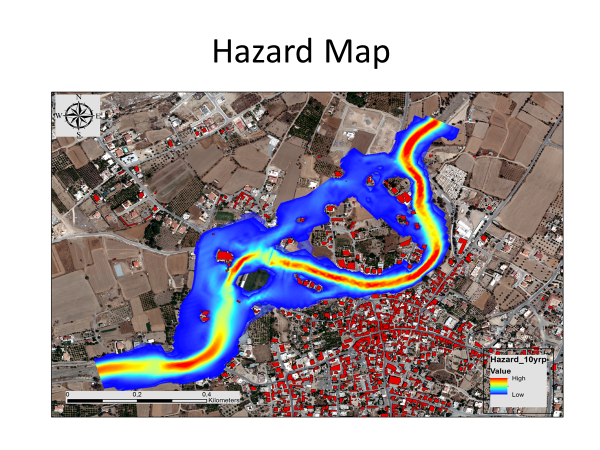 Hazard Map
N
W E
S
Hazard_10yrp
Value
High
Low
0 0,2 0,4
Kilometers